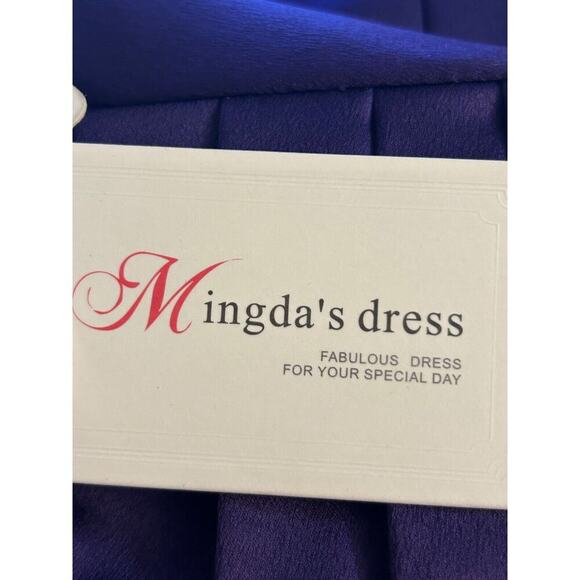 Mingda's dress
FABULOUS DRESS
FOR YOUR SPECIAL DAY